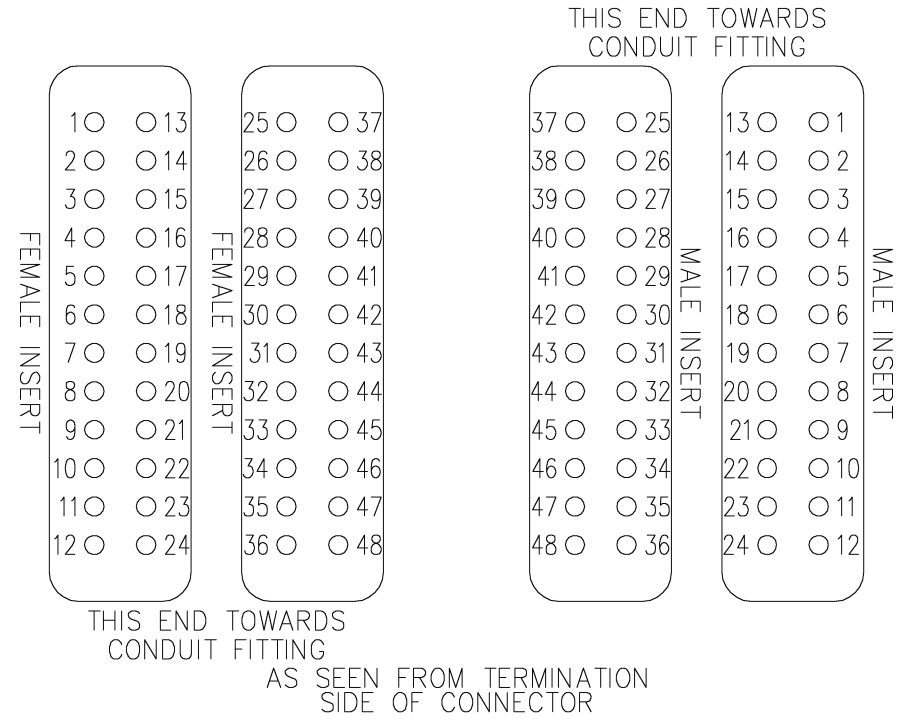 THIS END TOWARDS
CONDUIT FITTING
1 13 25 37 37 25 13 1
2 14 26 38 38 26 14 2
3 15 27 39 39 27 15 3
4 16 28 40 40 28 16 4
5 17 29 41 41 29 17 5
6 18 30 42 42 30 18 6
7 19 31 43 43 31 19 7
8 20 32 44 44 32 20 8
9 21 33 45 45 33 21 9
10 22 34 46 46 34 22 10
11 23 35 47 47 35 23 11
12 24 36 48 48 36 24 12
FEMALE INSERT
FEMALE INSERT
MALE INSERT
MALE INSERT
THIS END TOWARDS
CONDUIT FITTING
AS SEEN FROM TERMINATION
SIDE OF CONNECTOR